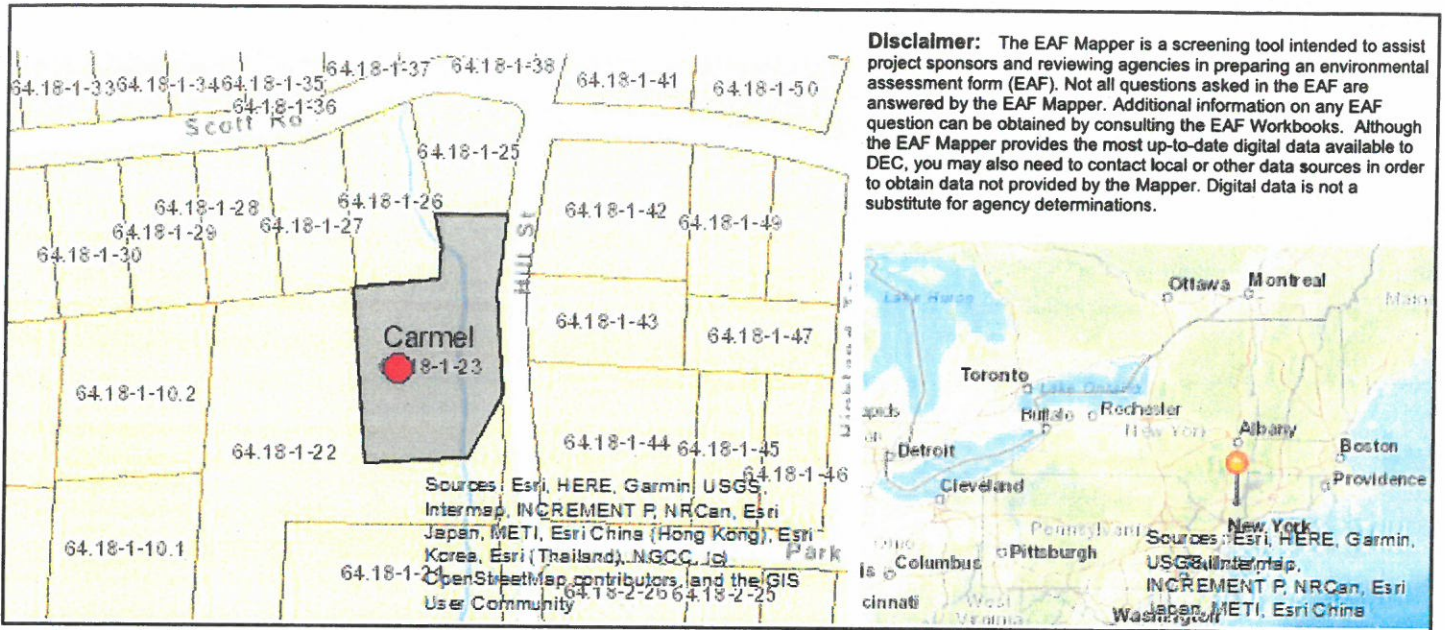 64.18-1-33 64.18-1-34 64.18-1-35 64.18-1-37 64.18-1-38 64.18-1-41 64.18-1-50
64.18-1-36
Scott Rd
64.18-1-25
64.18-1-26
64.18-1-28
64.18-1-29
64.18-1-27
64.18-1-30
Hill St
64.18-1-42
64.18-1-49
64.18-1-43
64.18-1-47
Carmel
18-1-23
64.18-1-10.2
64.18-1-22
64.18-1-44 64.18-1-45
64.18-1-46
64.18-1-10.1
Park
64.18-2-26 64.18-2-25
Sources: Esri, HERE, Garmin, USGS,
Intermap, INCREMENT P, NRCan, Esri
Japan, METI, Esri China (Hong Kong), Esri
Korea, Esri (Thailand), NGCC, (c)
OpenStreetMap contributors, and the GIS
User Community
Disclaimer: The EAF Mapper is a screening tool intended to assist
project sponsors and reviewing agencies in preparing an environmental
assessment form (EAF). Not all questions asked in the EAF are
answered by the EAF Mapper. Additional information on any EAF
question can be obtained by consulting the EAF Workbooks. Although
the EAF Mapper provides the most up-to-date digital data available to
DEC, you may also need to contact local or other data sources in order
to obtain data not provided by the Mapper. Digital data is not a
substitute for agency determinations.
Ottawa Montreal
Lake Huron
Toronto
Lake Ontario
Buffalo Rochester
New York
Albany
Detroit
Boston
Providence
Cleveland
Pennsylvania
New York
Pittsburgh
Columbus
cinnati
West
Virginia
Washington
Sources: Esri, HERE, Garmin,
USGS, Intermap,
INCREMENT P, NRCan, Esri
Japan, METI, Esri China